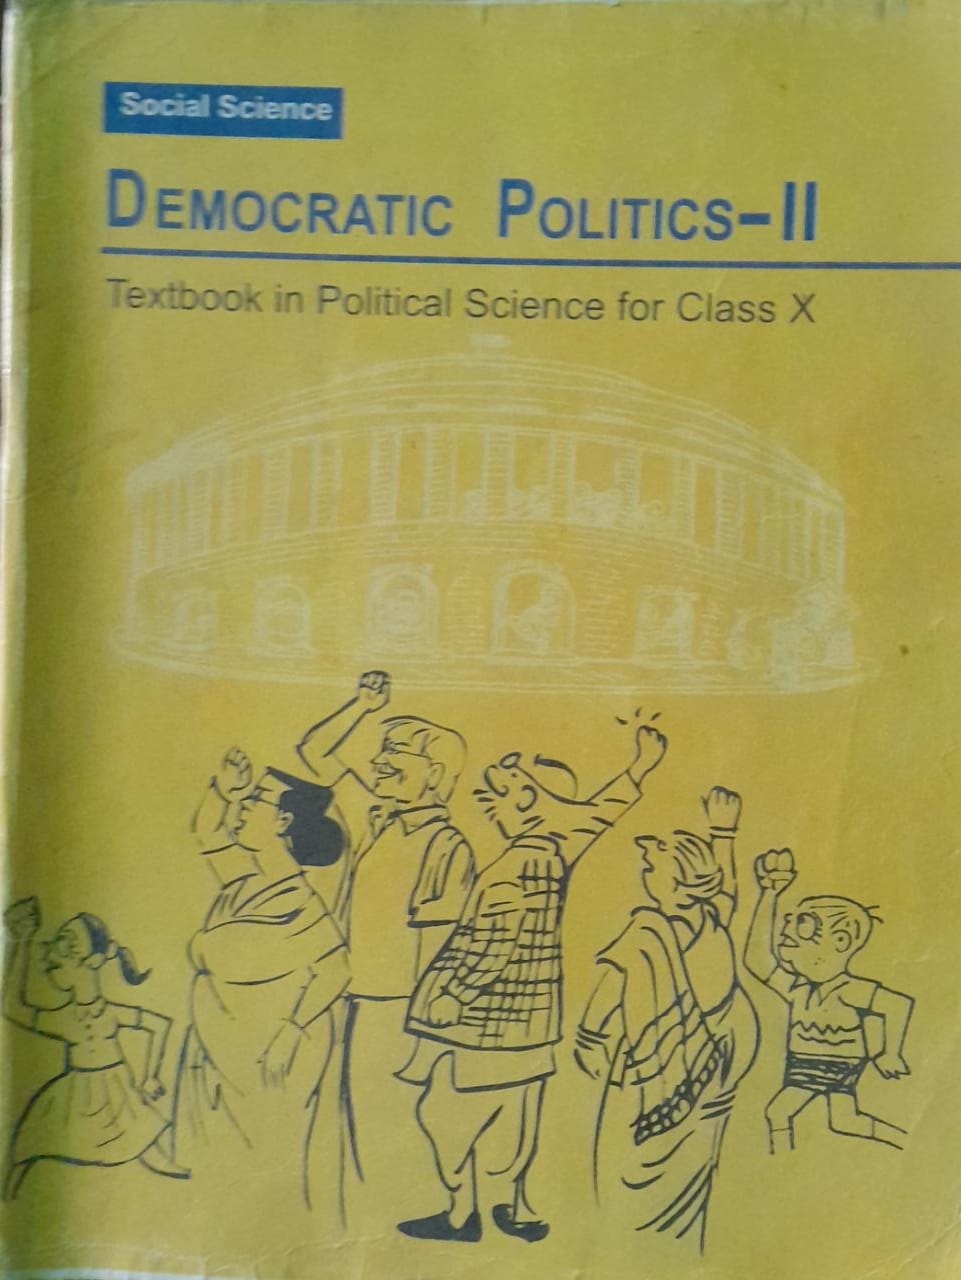 Social Science
DEMOCRATIC POLITICS–II
Textbook in Political Science for Class X